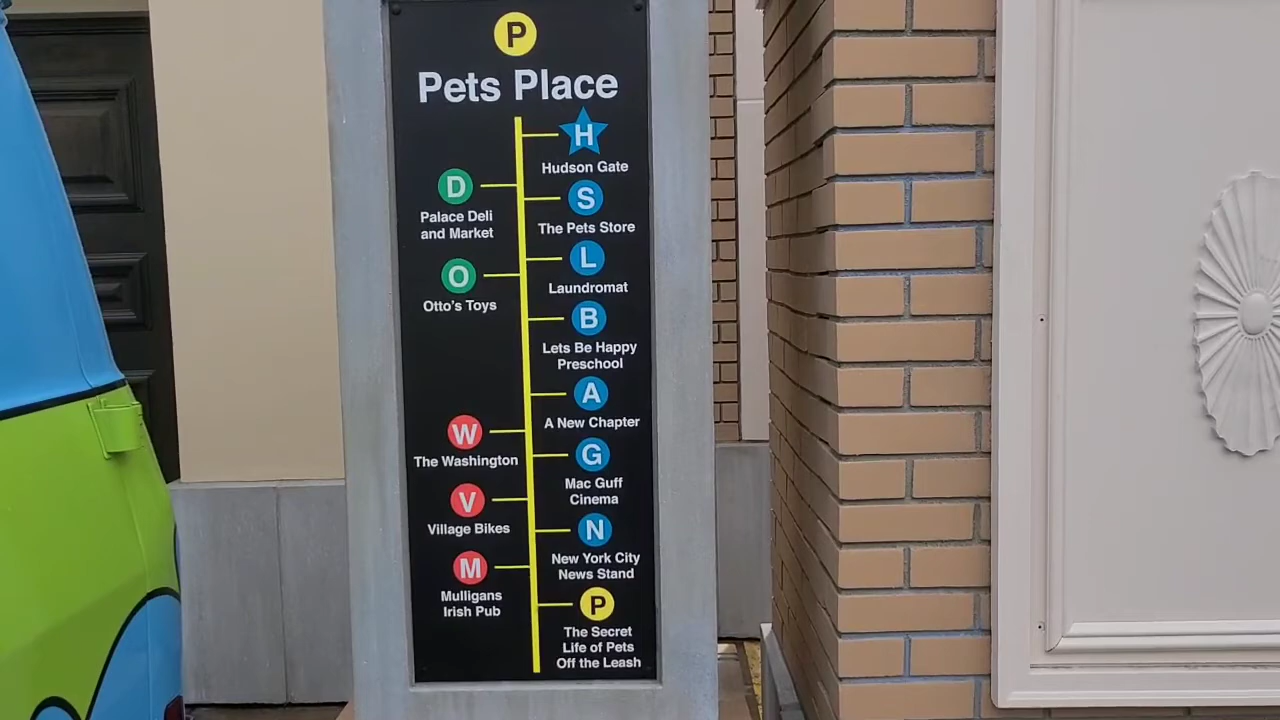 P
Pets Place
H
Hudson Gate
D
Palace Deli
and Market
S
The Pets Store
O
Otto's Toys
L
Laundromat
B
Lets Be Happy
Preschool
A
A New Chapter
W
The Washington
G
Mac Guff
Cinema
V
Village Bikes
N
New York City
News Stand
M
Mulligans
Irish Pub
P
The Secret
Life of Pets
Off the Leash